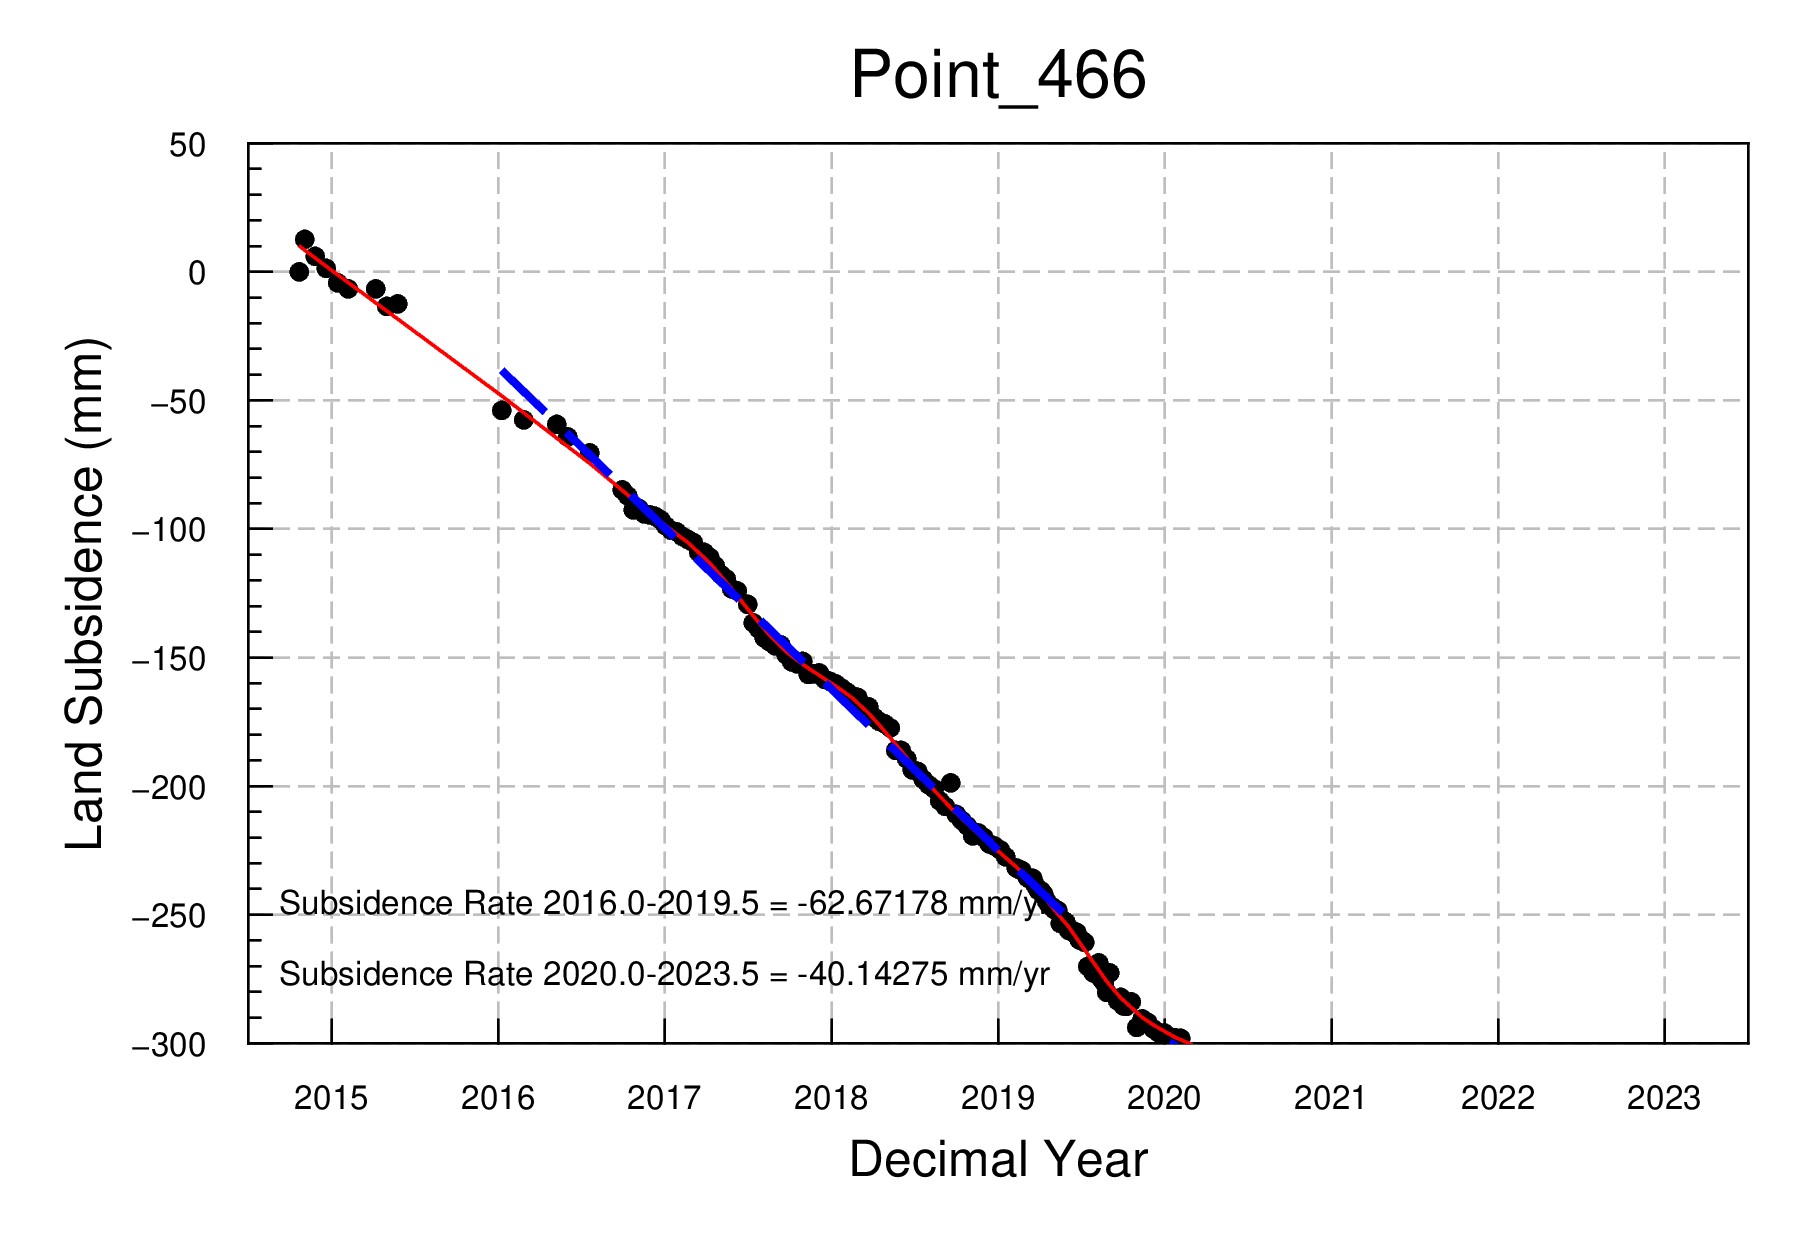 Point_466
50
0
−50
−100
−150
−200
−250
−300
Land Subsidence (mm)
Subsidence Rate 2016.0-2019.5 = -62.67178 mm/yr
Subsidence Rate 2020.0-2023.5 = -40.14275 mm/yr
2015 2016 2017 2018 2019 2020 2021 2022 2023
Decimal Year